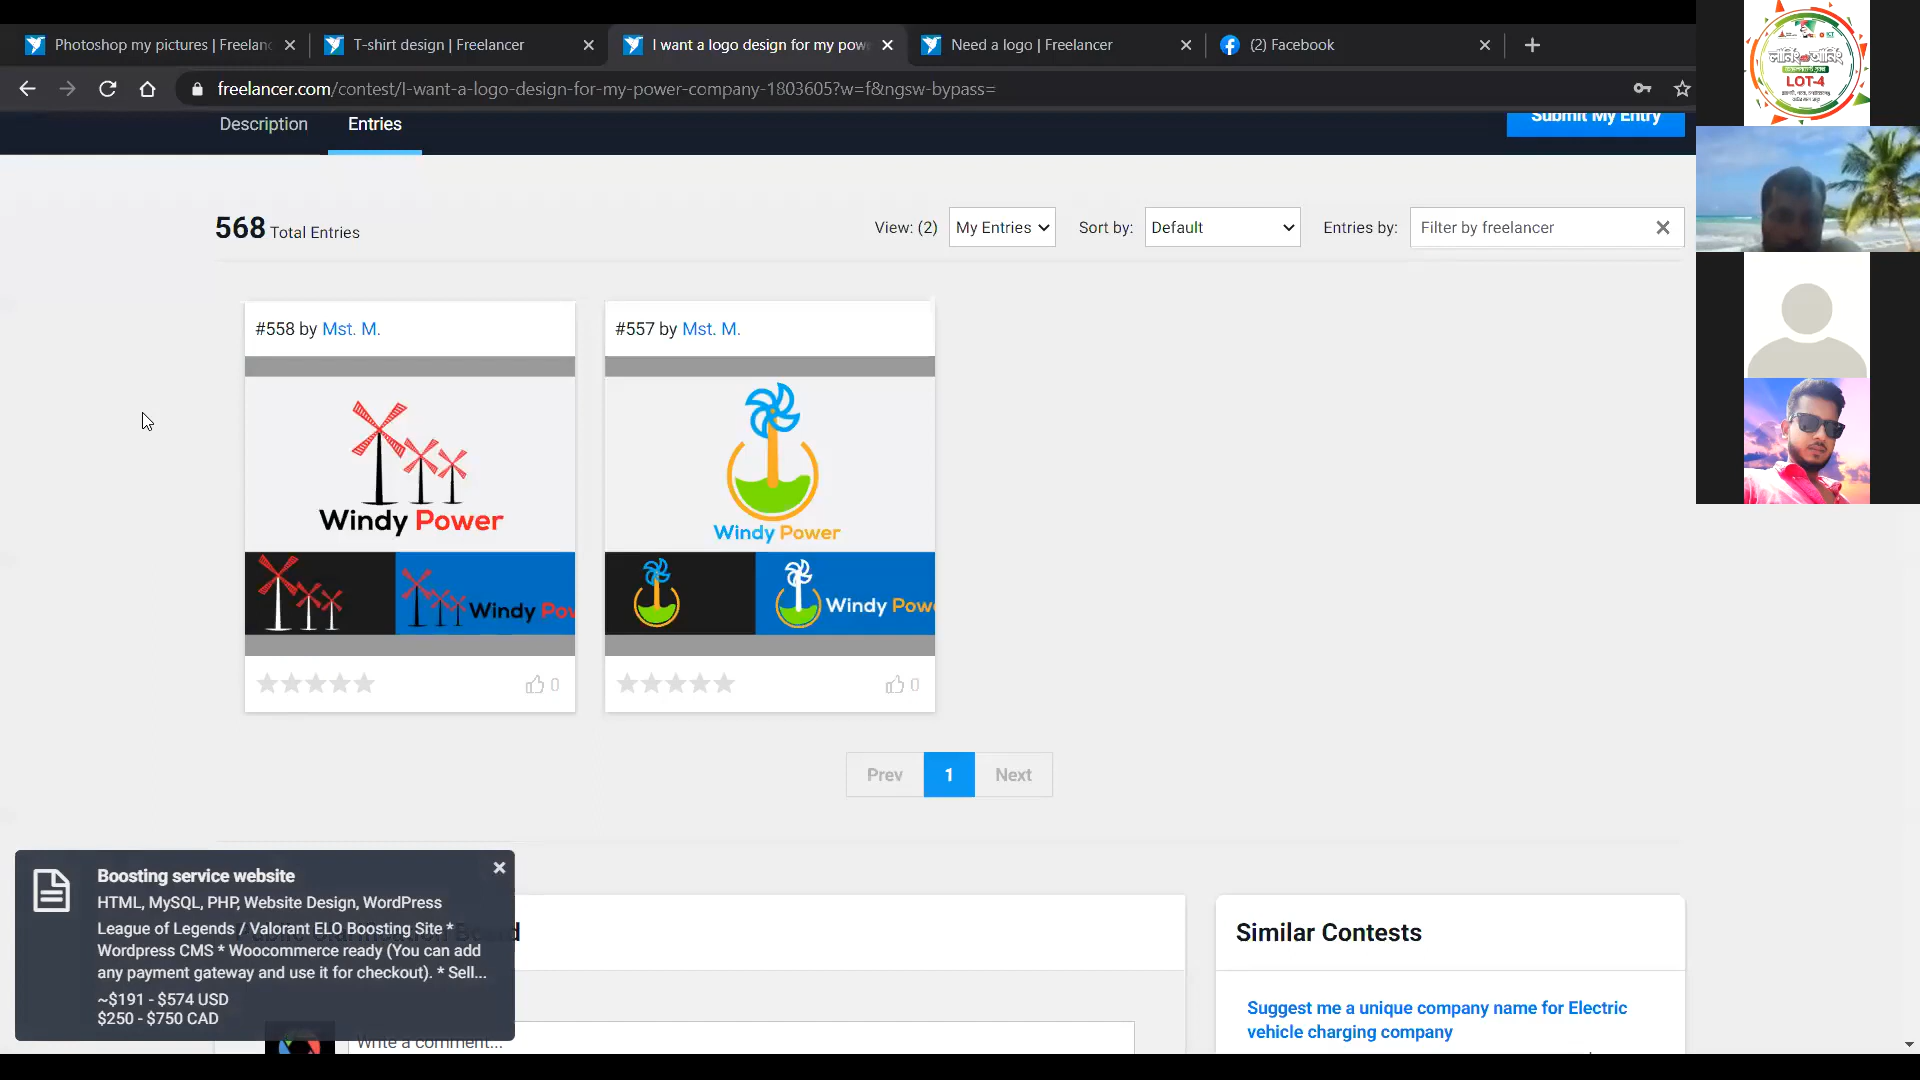 Photoshop my pictures | Freelanc
T-shirt design | Freelancer
I want a logo design for my pow
Need a logo | Freelancer
(2) Facebook
freelancer.com/contest/I-want-a-logo-design-for-my-power-company-1803605?w=f&ngsw-bypass=
Description
Entries
Submit My Entry
568 Total Entries
View: (2)
My Entries
Sort by:
Default
Entries by:
Filter by freelancer
#558 by Mst. M.
#557 by Mst. M.
Windy Power
Windy Power
Windy Pow
Windy Powe
0
0
Prev
1
Next
Boosting service website
HTML, MySQL, PHP, Website Design, WordPress
League of Legends / Valorant ELO Boosting Site *
Wordpress CMS * Woocommerce ready (You can add
any payment gateway and use it for checkout). * Sell...
~$191 - $574 USD
$250 - $750 CAD
Write a comment...
Similar Contests
Suggest me a unique company name for Electric
vehicle charging company
লার্নিং আর্নিং
LOT-4